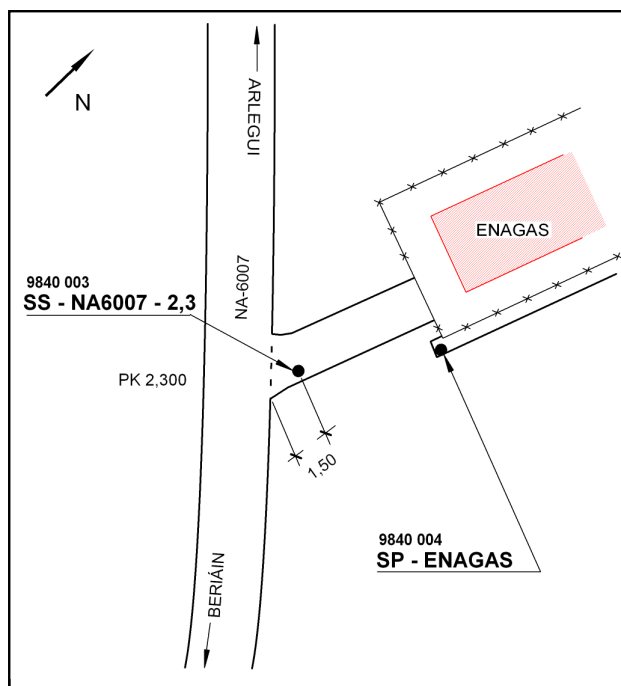 N
ARLEGUI
ENAGAS
NA-6007
9840 003
SS - NA6007 - 2,3
PK 2,300
1,50
9840 004
SP - ENAGAS
BERIÁIN